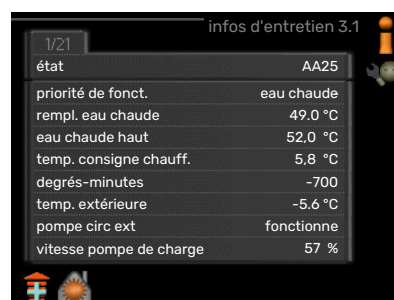 infos d'entretien 3.1
1/21
état AA25
priorité de fonct. eau chaude
rempl. eau chaude 49.0 °C
eau chaude haut 52,0 °C
temp. consigne chauff. 5,8 °C
degrés-minutes -700
temp. extérieure -5.6 °C
pompe circ ext fonctionne
vitesse pompe de charge 57 %